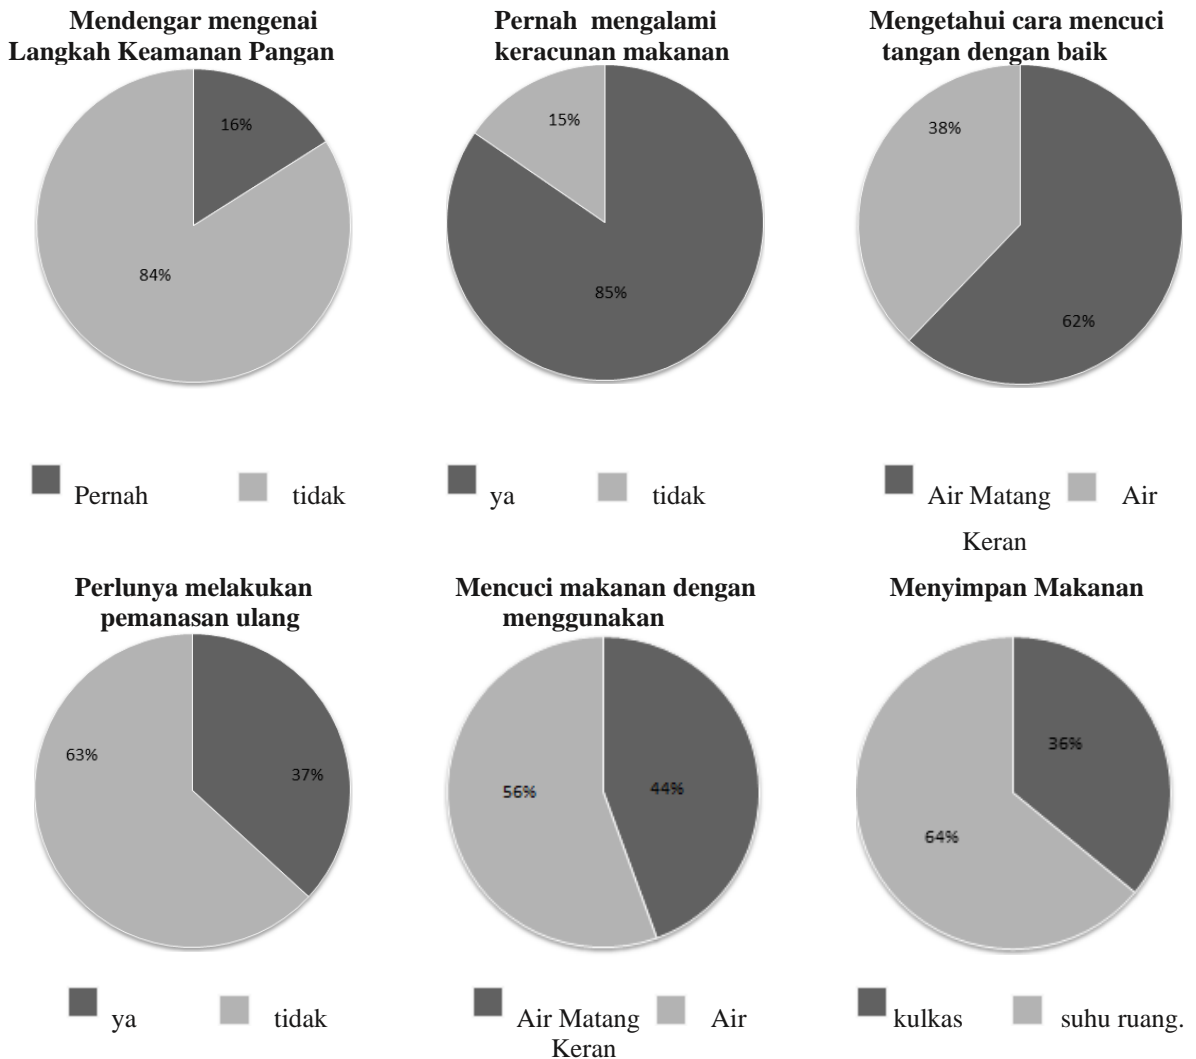 Mendengar mengenai
Langkah Keamanan Pangan
16%
84%
Pernah tidak
Pernah mengalami
keracunan makanan
15%
85%
ya tidak
Mengetahui cara mencuci
tangan dengan baik
38%
62%
Air Matang Air
Keran
Perlunya melakukan
pemanasan ulang
63%
37%
ya tidak
Mencuci makanan dengan
menggunakan
56%
44%
Air Matang Air
Keran
Menyimpan Makanan
36%
64%
kulkas suhu ruang.